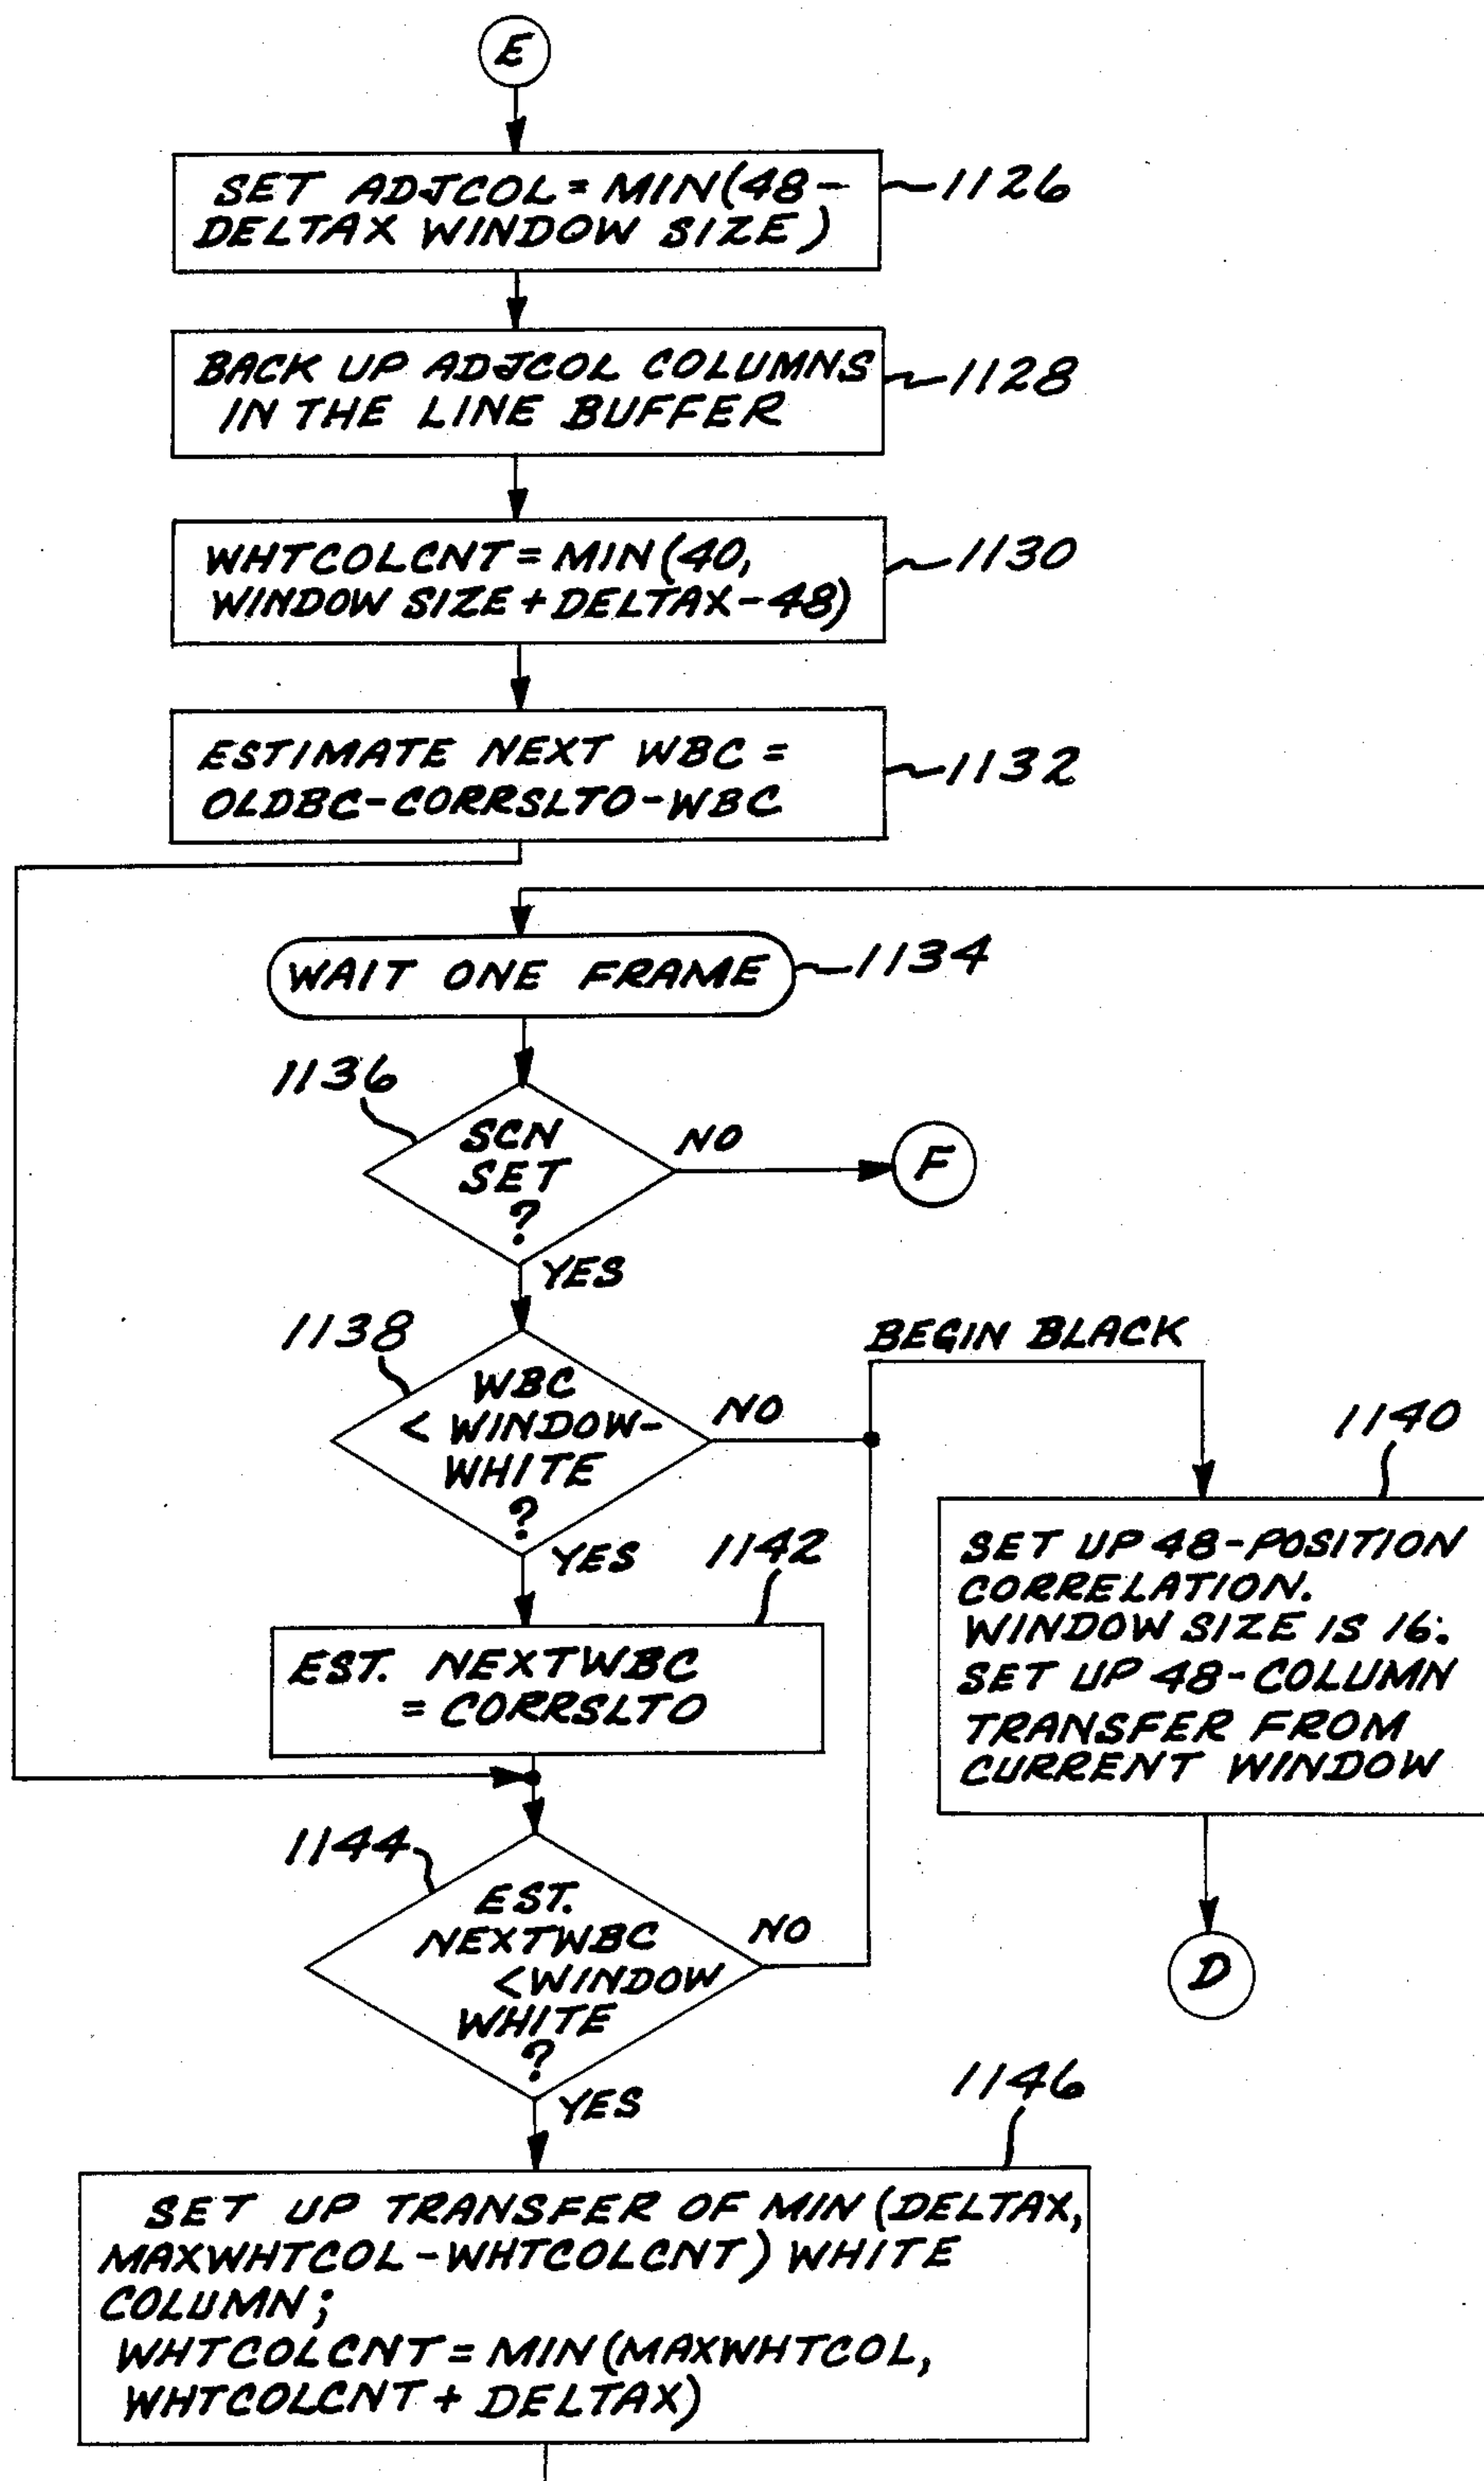 E
SET ADJCOL = MIN(48-
DELTAX WINDOW SIZE)
1126
BACK UP ADJCOL COLUMNS
IN THE LINE BUFFER
1128
WHTCOLCNT = MIN(40,
WINDOW SIZE + DELTAX-48)
1130
ESTIMATE NEXT WBC =
OLDBC-CORRSLTO-WBC
1132
WAIT ONE FRAME
1134
1136
SCN
SET
?
NO
F
YES
1138
WBC
< WINDOW-
WHITE
?
NO
BEGIN BLACK
YES
1140
SET UP 48-POSITION
CORRELATION.
WINDOW SIZE IS 16.
SET UP 48-COLUMN
TRANSFER FROM
CURRENT WINDOW
D
1142
EST. NEXTWBC
= CORRSLTO
1144
EST.
NEXTWBC
<WINDOW
WHITE
?
NO
YES
1146
SET UP TRANSFER OF MIN (DELTAX,
MAXWHTCOL-WHTCOLCNT) WHITE
COLUMN;
WHTCOLCNT = MIN (MAXWHTCOL,
WHTCOLCNT + DELTAX)